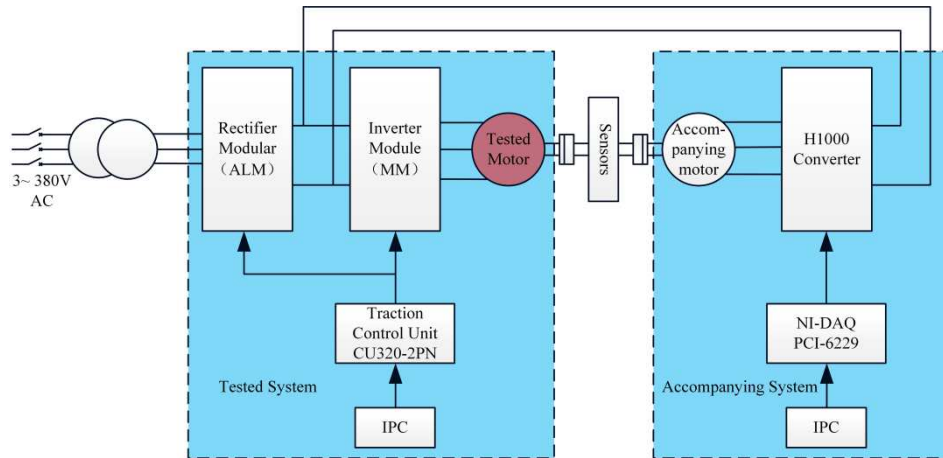 3~ 380V
AC
Rectifier
Modular
（ALM）
Inverter
Module
（MM）
Tested
Motor
Sensors
Accom-
panying
motor
H1000
Converter
Traction
Control Unit
CU320-2PN
Tested System
IPC
NI-DAQ
PCI-6229
Accompanying System
IPC